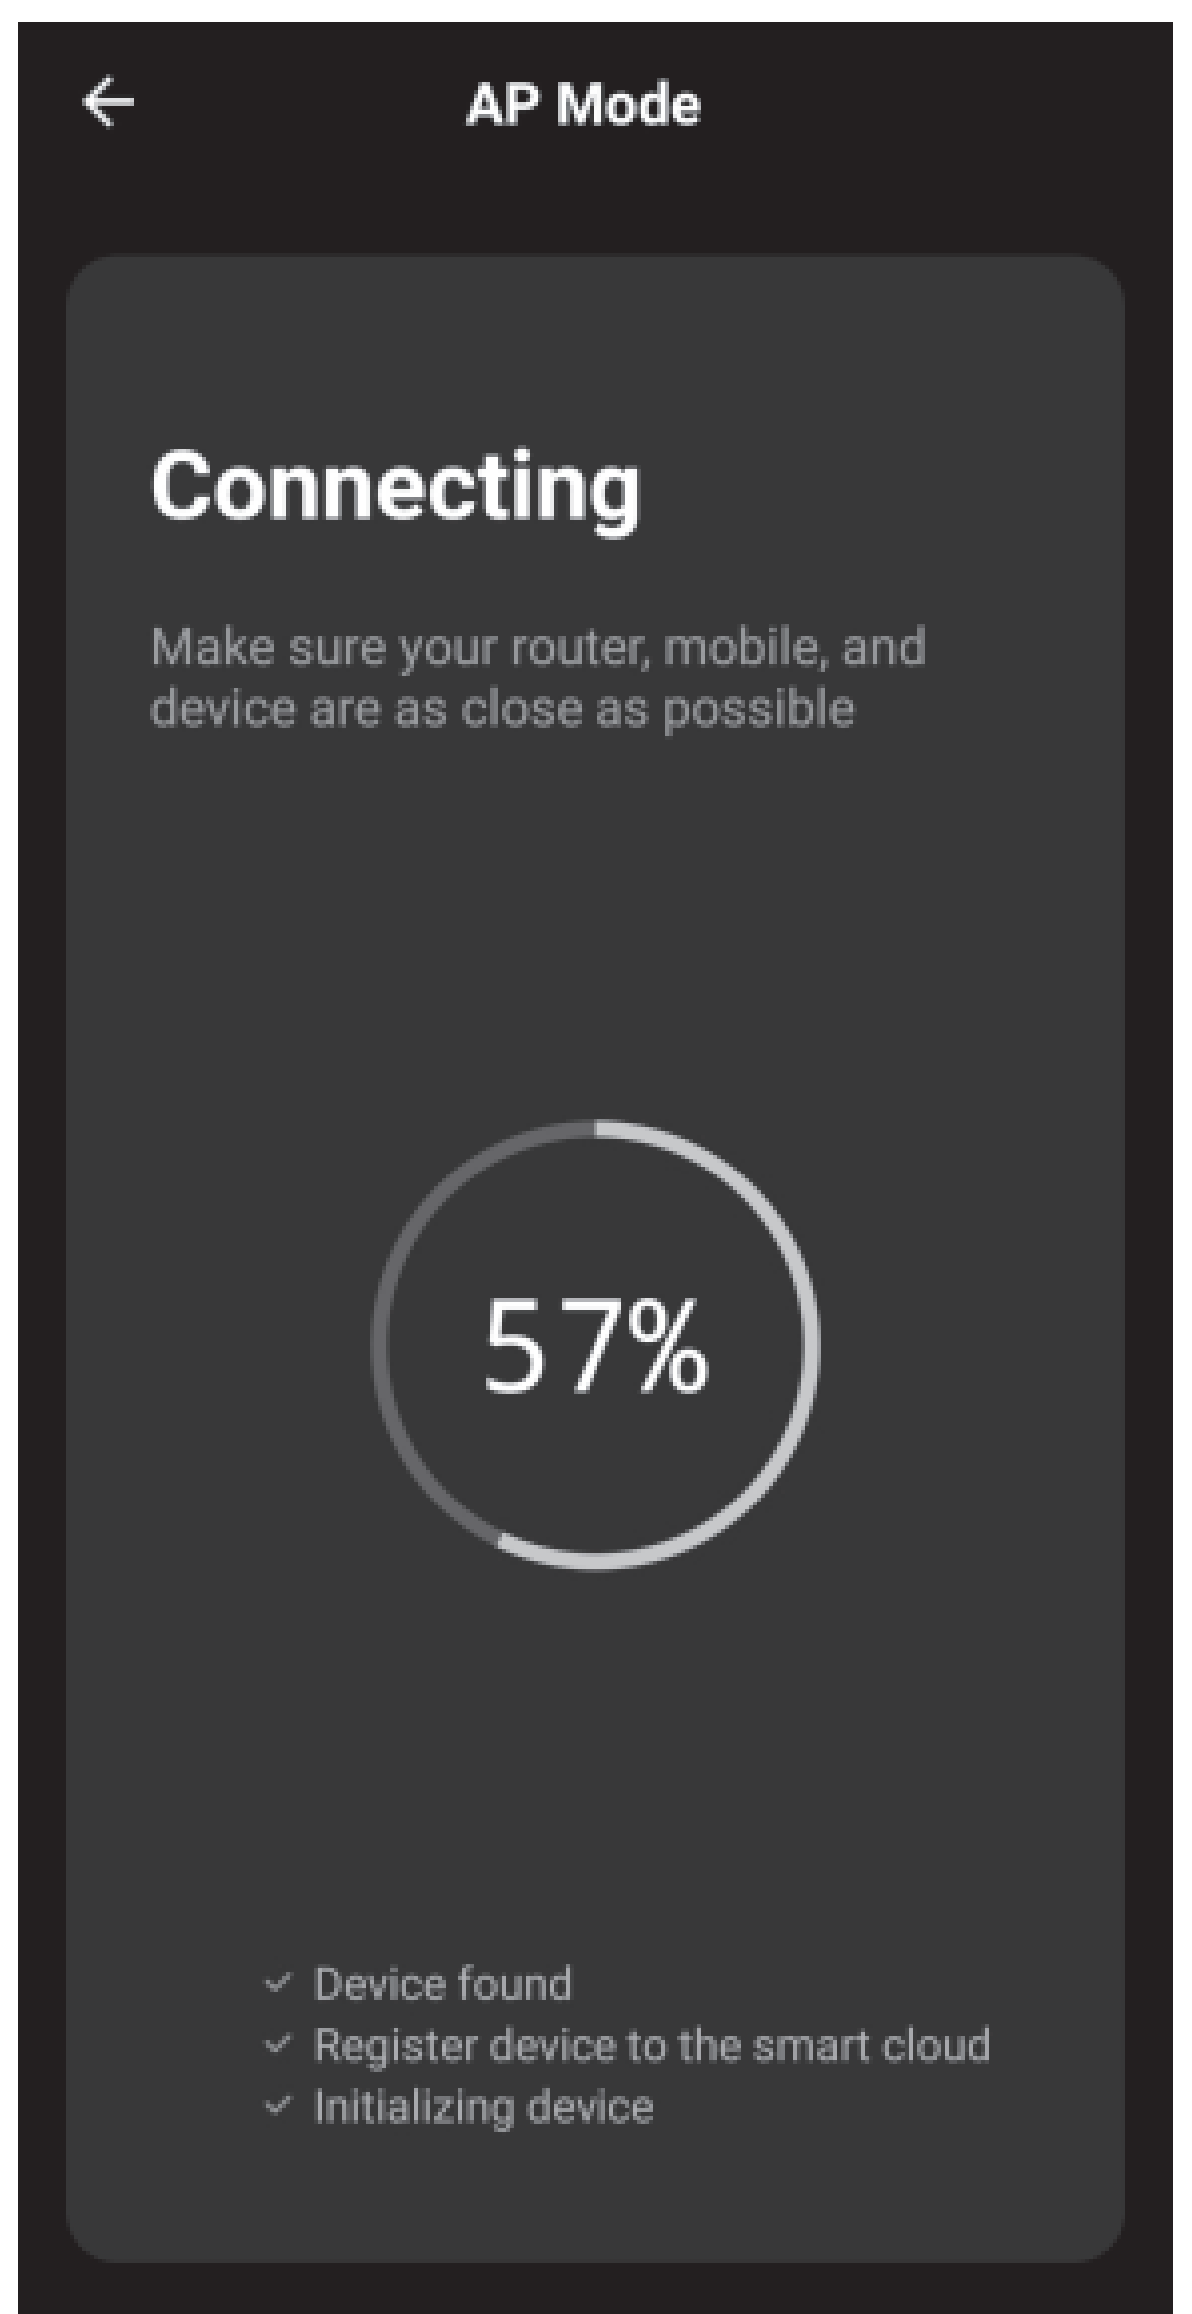 AP Mode
Connecting
Make sure your router, mobile, and
device are as close as possible
57%
Device found
Register device to the smart cloud
Initializing device